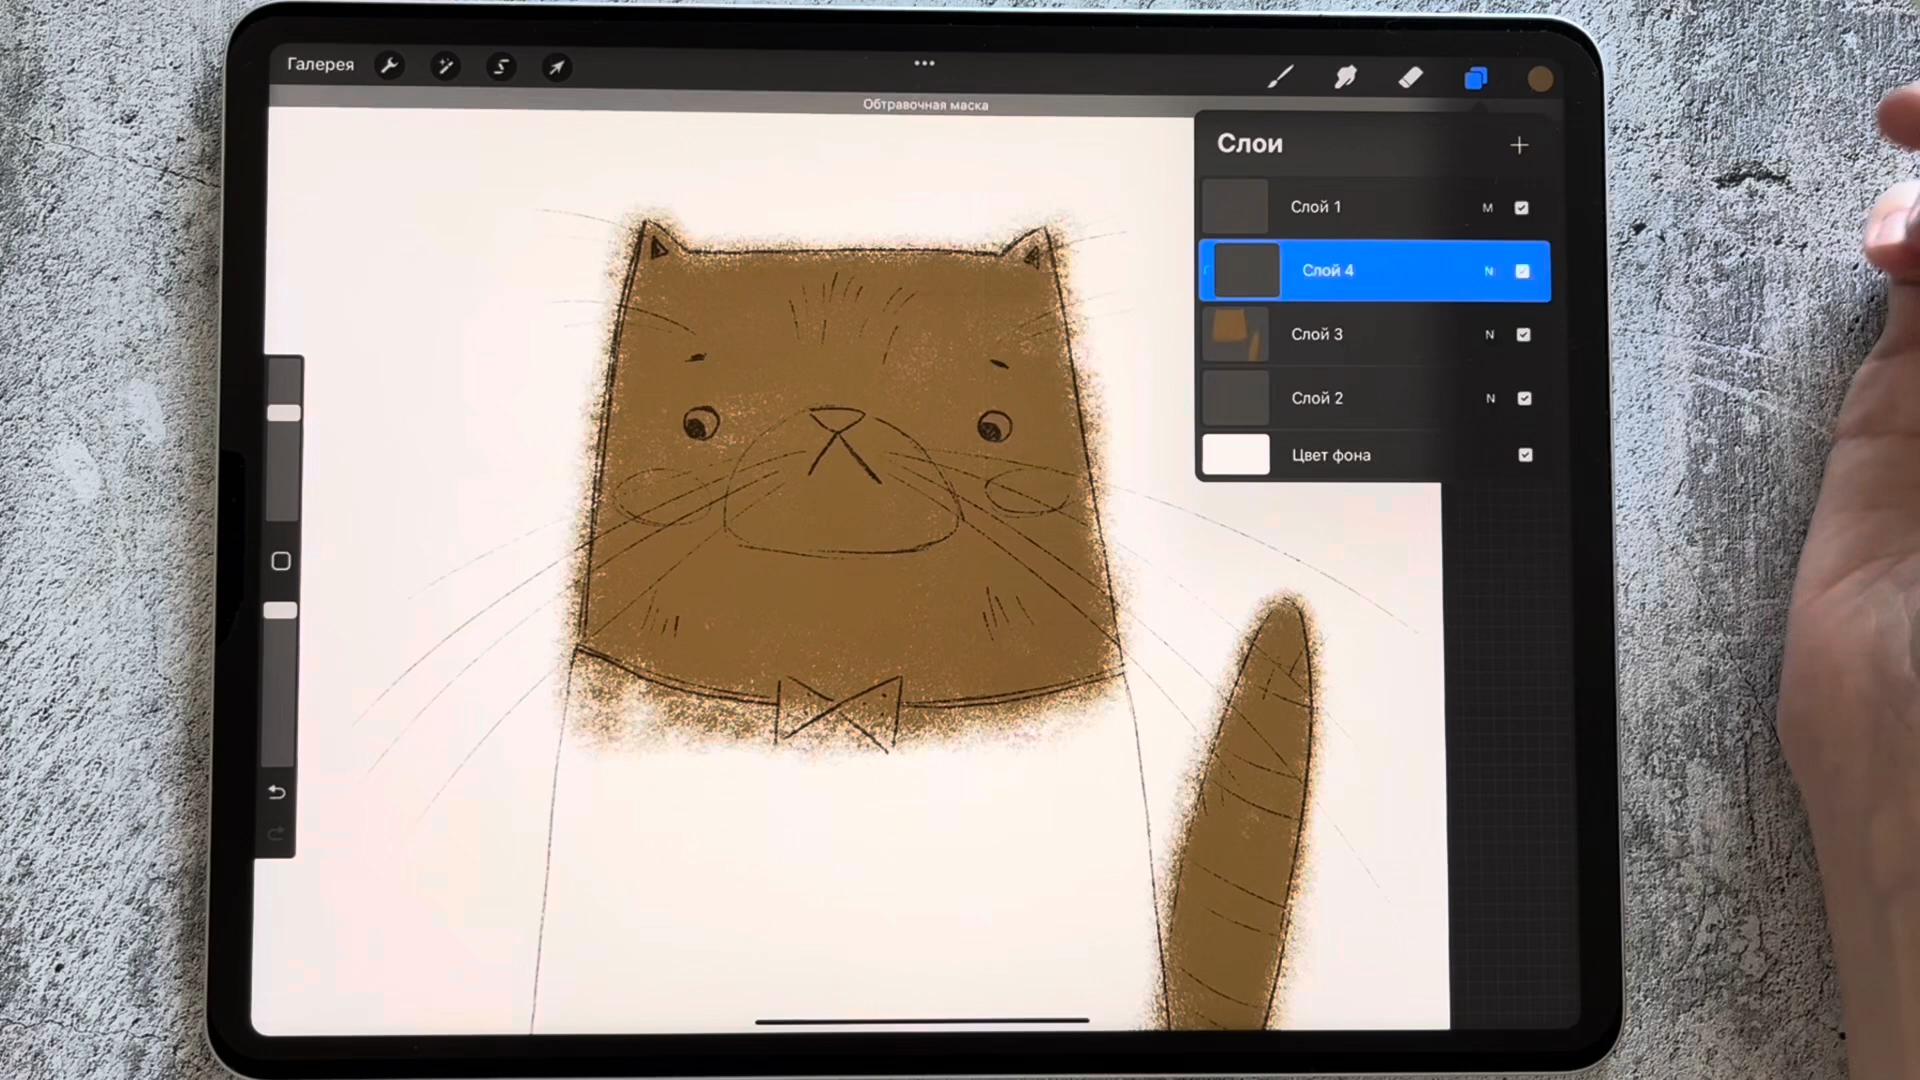 Галерея
Обтравочная маска
Слои
Слой 1 M
Слой 4 N
Слой 3 N
Слой 2 N
Цвет фона